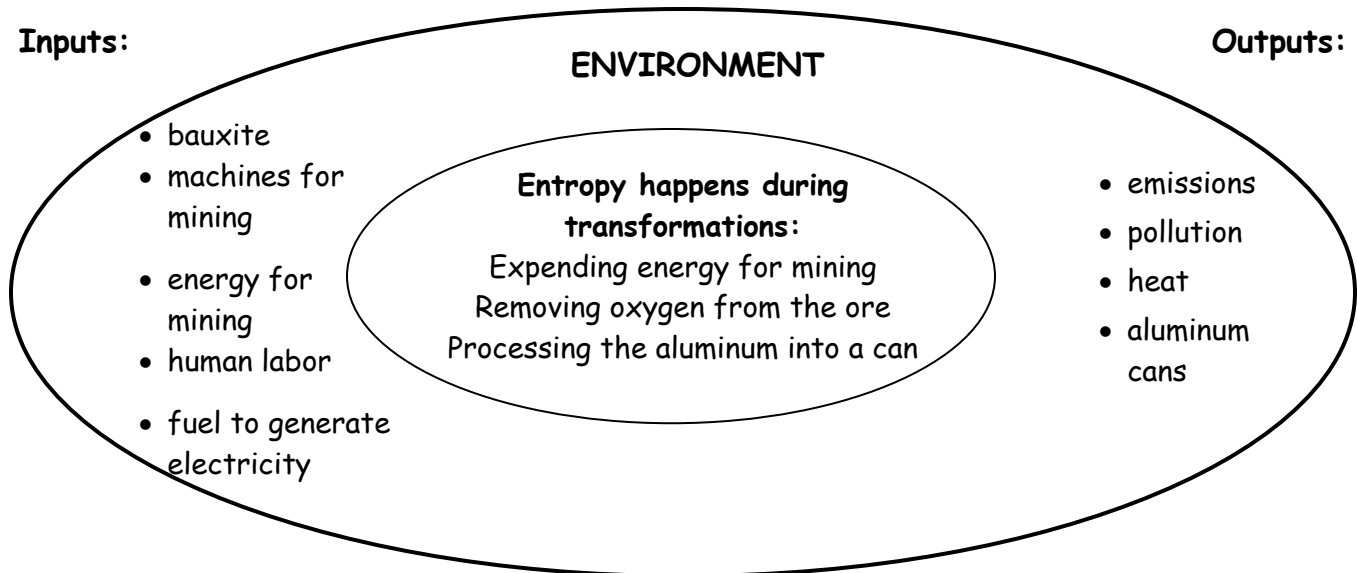 Inputs:
Outputs:
ENVIRONMENT
• bauxite
• machines for
mining
• energy for
mining
• human labor
• fuel to generate
electricity
Entropy happens during
transformations:
Expending energy for mining
Removing oxygen from the ore
Processing the aluminum into a can
• emissions
• pollution
• heat
• aluminum
cans